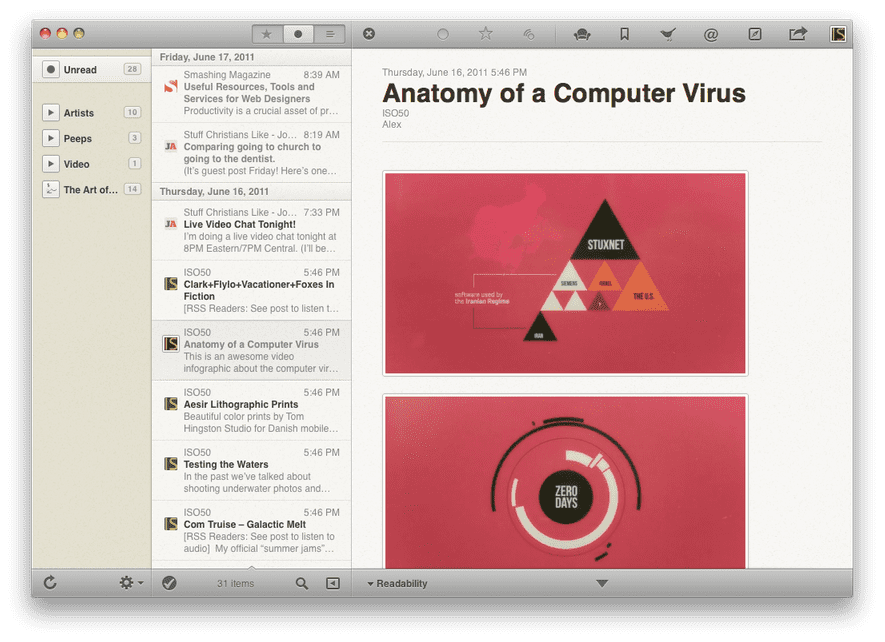 Unread 28
Artists 10
Peeps 3
Video 1
The Art of... 14
Friday, June 17, 2011
Smashing Magazine 8:39 AM
Useful Resources, Tools and
Services for Web Designers
Productivity is a crucial asset of pr...
Stuff Christians Like - Jo... 8:19 AM
Comparing going to church to
going to the dentist.
(It's guest post Friday! Here's one...
Thursday, June 16, 2011
Stuff Christians Like - Jo... 7:33 PM
Live Video Chat Tonight!
I'm doing a live video chat tonight at
8PM Eastern/7PM Central. (I'll be...
ISO50 5:46 PM
Clark+Flylo+Vacationer+Foxes In
Fiction
[RSS Readers: See post to listen t...
ISO50 5:46 PM
Anatomy of a Computer Virus
This is an awesome video
infographic about the computer vir...
ISO50 5:46 PM
Aesir Lithographic Prints
Beautiful color prints by Tom
Hingston Studio for Danish mobile...
ISO50 5:46 PM
Testing the Waters
In the past we've talked about
shooting underwater photos and...
ISO50 5:46 PM
Com Truise – Galactic Melt
[RSS Readers: See post to listen to
audio] My official "summer jams"...
31 items
Thursday, June 16, 2011 5:46 PM
Anatomy of a Computer Virus
ISO50
Alex
STUXNET
SIEMENS
THE U.S.
software used by
the Iranian Regime
IRAN
ZERO
DAYS
Readability